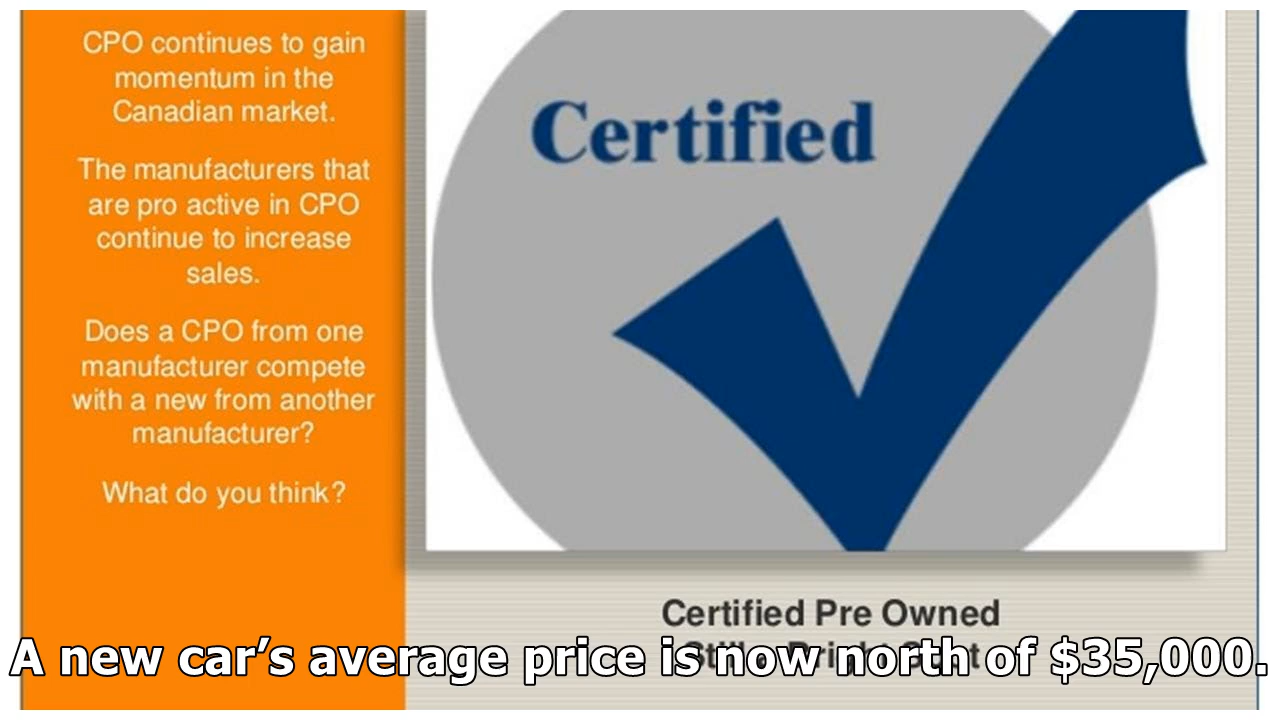 CPO continues to gain
momentum in the
Canadian market.
The manufacturers that
are pro active in CPO
continue to increase
sales.
Does a CPO from one
manufacturer compete
with a new from another
manufacturer?
What do you think?
Certified
Certified Pre Owned
A new car’s average price is now north of $35,000.